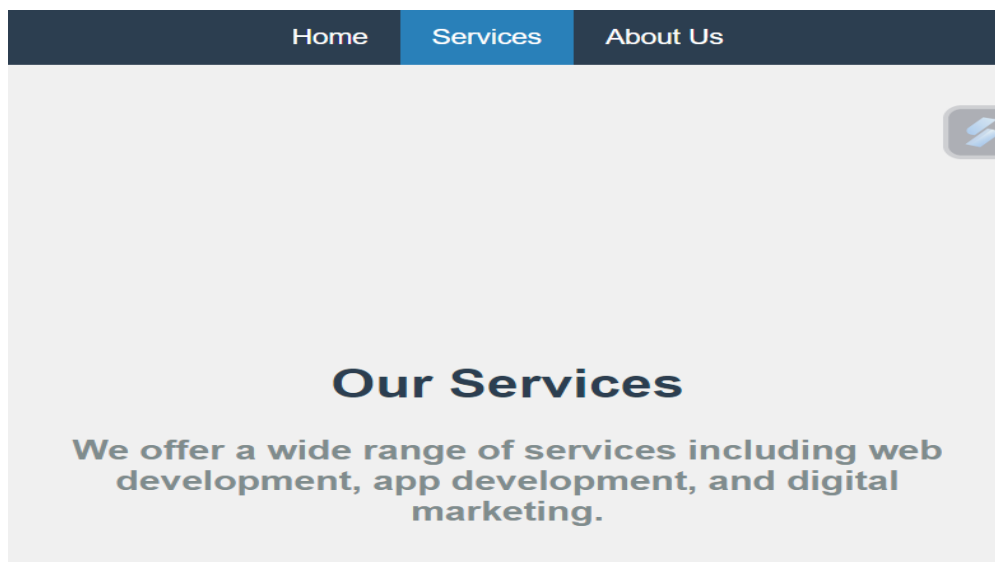 Home Services About Us
Our Services
We offer a wide range of services including web
development, app development, and digital
marketing.